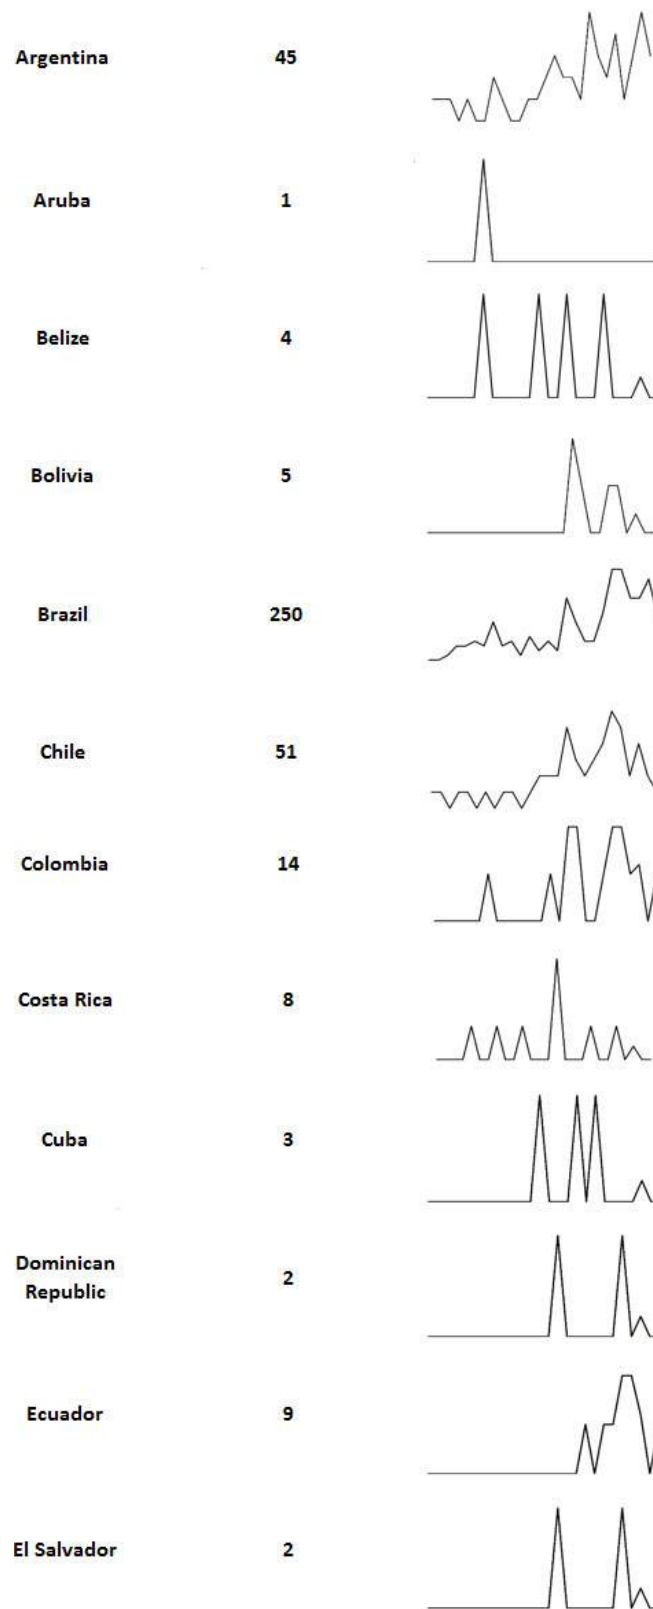 Argentina 45
Aruba 1
Belize 4
Bolivia 5
Brazil 250
Chile 51
Colombia 14
Costa Rica 8
Cuba 3
Dominican
Republic 2
Ecuador 9
El Salvador 2